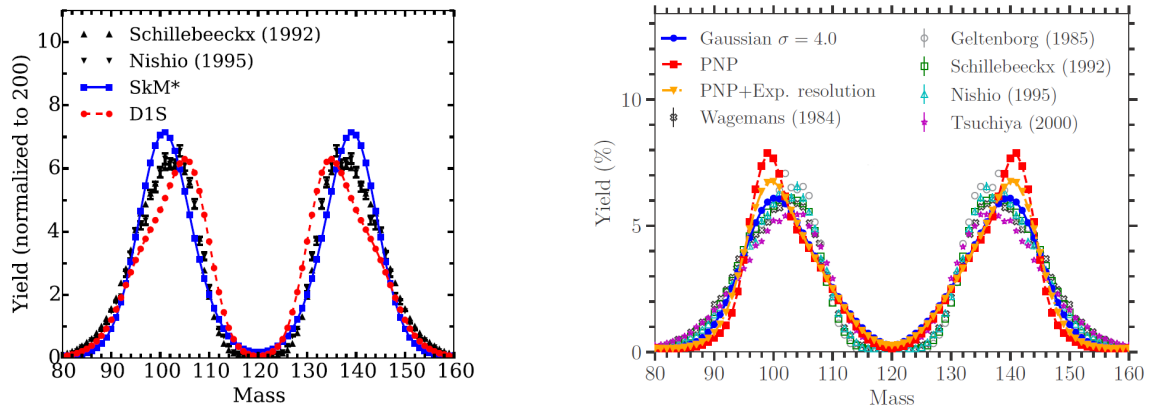 Yield (normalized to 200)
10
8
6
4
2
0
Schillebeeckx (1992)
Nishio (1995)
SkM*
D1S
80 90 100 110 120 130 140 150 160
Mass
Yield (%)
10
5
0
Gaussian σ = 4.0
PNP
PNP+Exp. resolution
Wagemans (1984)
Geltenborg (1985)
Schillebeeckx (1992)
Nishio (1995)
Tsuchiya (2000)
80 90 100 110 120 130 140 150 160
Mass